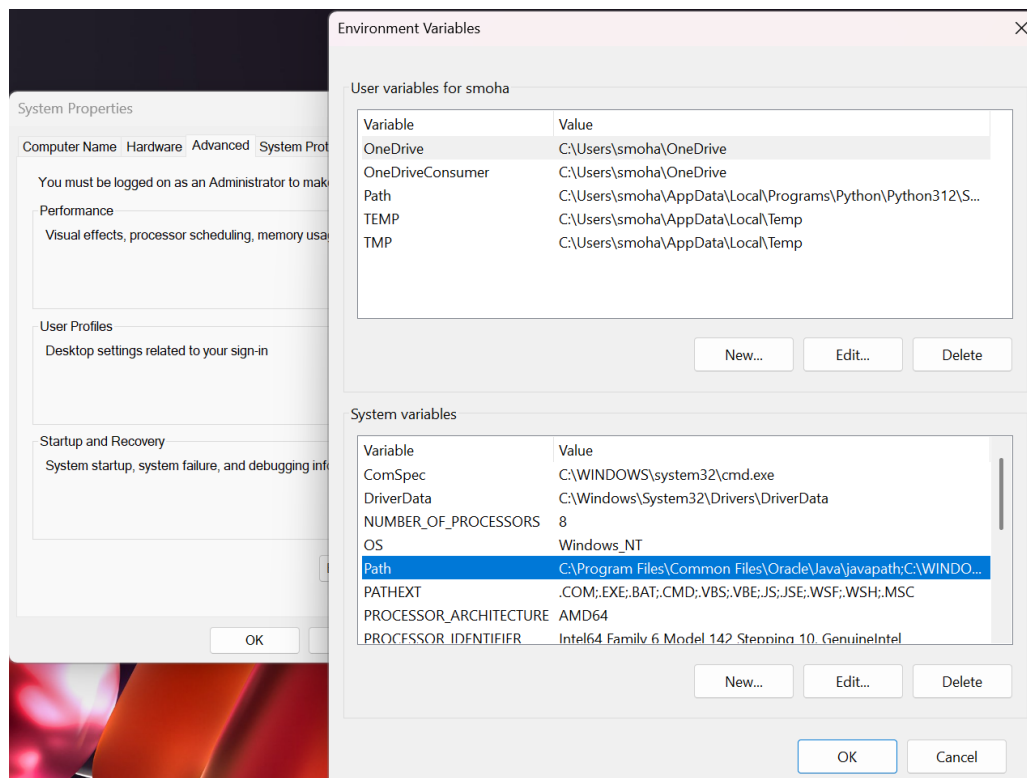 Environment Variables
System Properties
Computer Name Hardware Advanced System Prot
You must be logged on as an Administrator to mak
Performance
Visual effects, processor scheduling, memory usa
User Profiles
Desktop settings related to your sign-in
Startup and Recovery
System startup, system failure, and debugging info
OK
User variables for smoha
Variable Value
OneDrive C:\Users\smoha\OneDrive
OneDriveConsumer C:\Users\smoha\OneDrive
Path C:\Users\smoha\AppData\Local\Programs\Python\Python312\S...
TEMP C:\Users\smoha\AppData\Local\Temp
TMP C:\Users\smoha\AppData\Local\Temp
New... Edit... Delete
System variables
Variable Value
ComSpec C:\WINDOWS\system32\cmd.exe
DriverData C:\Windows\System32\Drivers\DriverData
NUMBER_OF_PROCESSORS 8
OS Windows_NT
Path C:\Program Files\Common Files\Oracle\Java\javapath;C:\WINDO...
PATHEXT .COM;.EXE;.BAT;.CMD;.VBS;.VBE;.JS;.JSE;.WSF;.WSH;.MSC
PROCESSOR_ARCHITECTURE AMD64
PROCESSOR_IDENTIFIER Intel64 Family 6 Model 142 Stepping 10, GenuineIntel
New... Edit... Delete
OK Cancel